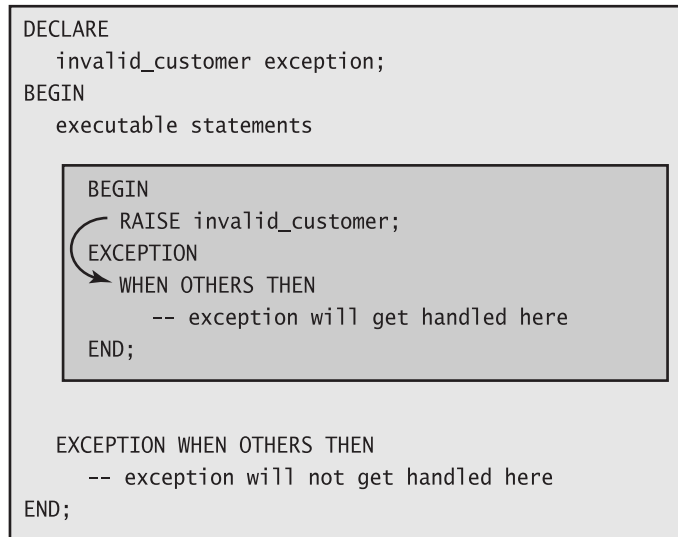 DECLARE
invalid_customer exception;
BEGIN
executable statements
BEGIN
RAISE invalid_customer;
EXCEPTION
WHEN OTHERS THEN
-- exception will get handled here
END;
EXCEPTION WHEN OTHERS THEN
-- exception will not get handled here
END;